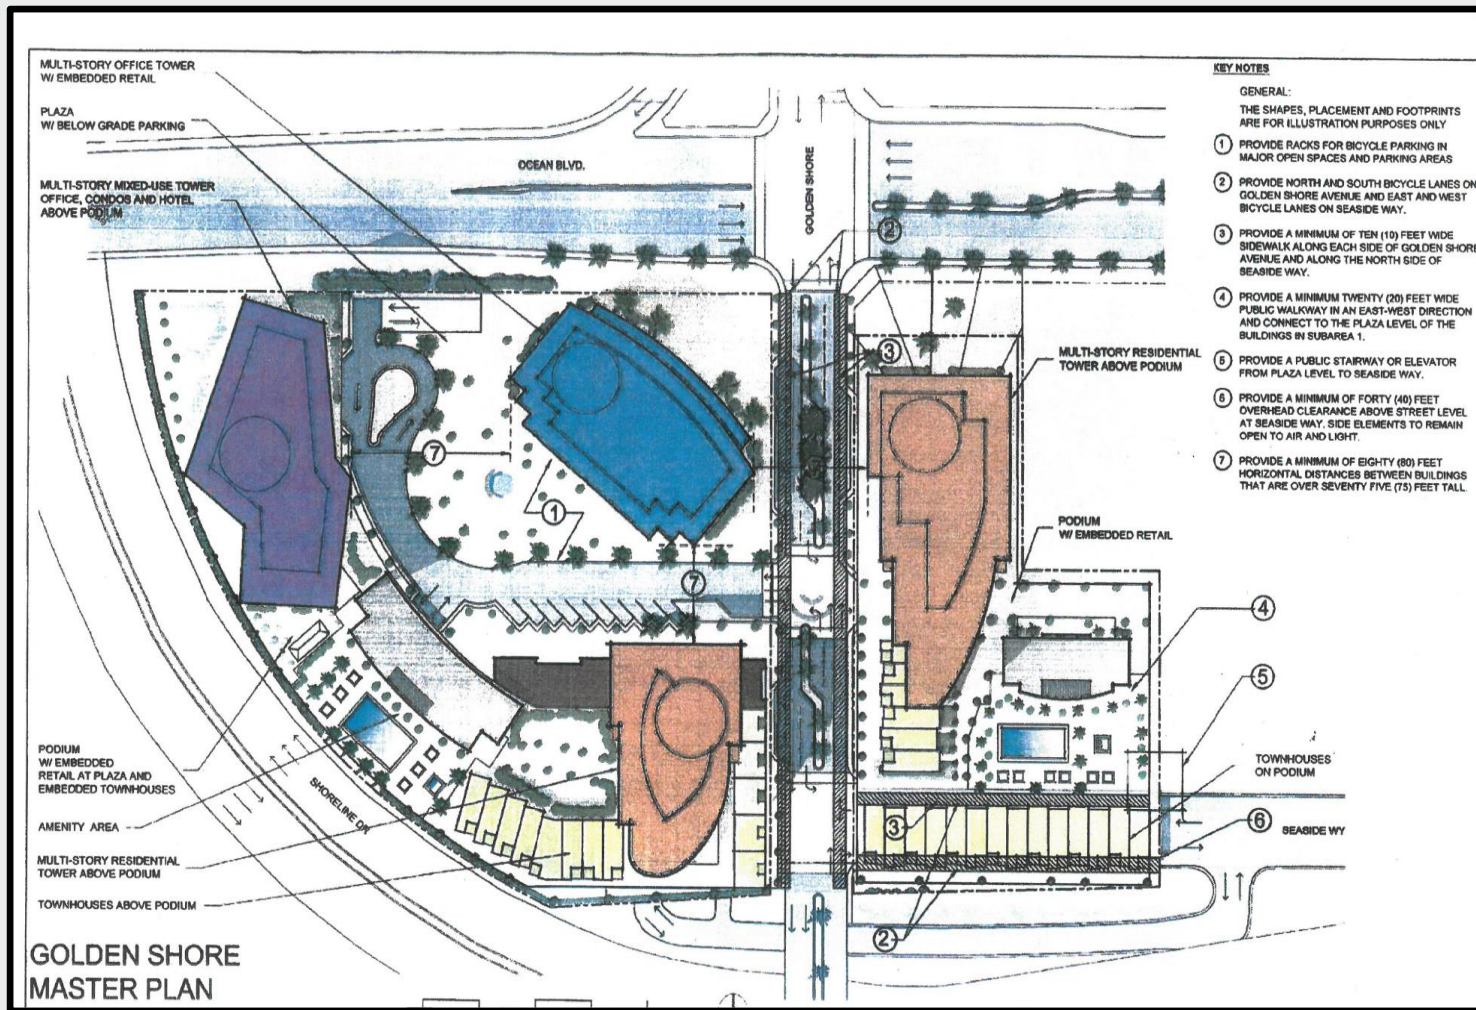 MULTI-STORY OFFICE TOWER
W/ EMBEDDED RETAIL
PLAZA
W/ BELOW GRADE PARKING
MULTI-STORY MIXED-USE TOWER
OFFICE, CONDOS AND HOTEL
ABOVE PODIUM
OCEAN BLVD.
GOLDEN SHORE
KEY NOTES
GENERAL:
THE SHAPES, PLACEMENT AND FOOTPRINTS
ARE FOR ILLUSTRATION PURPOSES ONLY
1 PROVIDE RACKS FOR BICYCLE PARKING IN
MAJOR OPEN SPACES AND PARKING AREAS
2 PROVIDE NORTH AND SOUTH BICYCLE LANES ON
GOLDEN SHORE AVENUE AND EAST AND WEST
BICYCLE LANES ON SEASIDE WAY.
3 PROVIDE A MINIMUM OF TEN (10) FEET WIDE
SIDEWALK ALONG EACH SIDE OF GOLDEN SHORE
AVENUE AND ALONG THE NORTH SIDE OF
SEASIDE WAY.
4 PROVIDE A MINIMUM TWENTY (20) FEET WIDE
PUBLIC WALKWAY IN AN EAST-WEST DIRECTION
AND CONNECT TO THE PLAZA LEVEL OF THE
BUILDINGS IN SUBAREA 1.
5 PROVIDE A PUBLIC STAIRWAY OR ELEVATOR
FROM PLAZA LEVEL TO SEASIDE WAY.
6 PROVIDE A MINIMUM OF FORTY (40) FEET
OVERHEAD CLEARANCE ABOVE STREET LEVEL
AT SEASIDE WAY. SIDE ELEMENTS TO REMAIN
OPEN TO AIR AND LIGHT.
7 PROVIDE A MINIMUM OF EIGHTY (80) FEET
HORIZONTAL DISTANCES BETWEEN BUILDINGS
THAT ARE OVER SEVENTY FIVE (75) FEET TALL.
2
3
MULTI-STORY RESIDENTIAL
TOWER ABOVE PODIUM
7
1
PODIUM
W/ EMBEDDED RETAIL
7
4
5
PODIUM
W/ EMBEDDED
RETAIL AT PLAZA AND
EMBEDDED TOWNHOUSES
SHORELINE DR.
TOWNHOUSES
ON PODIUM
3
6
SEASIDE WY
AMENITY AREA
MULTI-STORY RESIDENTIAL
TOWER ABOVE PODIUM
TOWNHOUSES ABOVE PODIUM
2
GOLDEN SHORE
MASTER PLAN